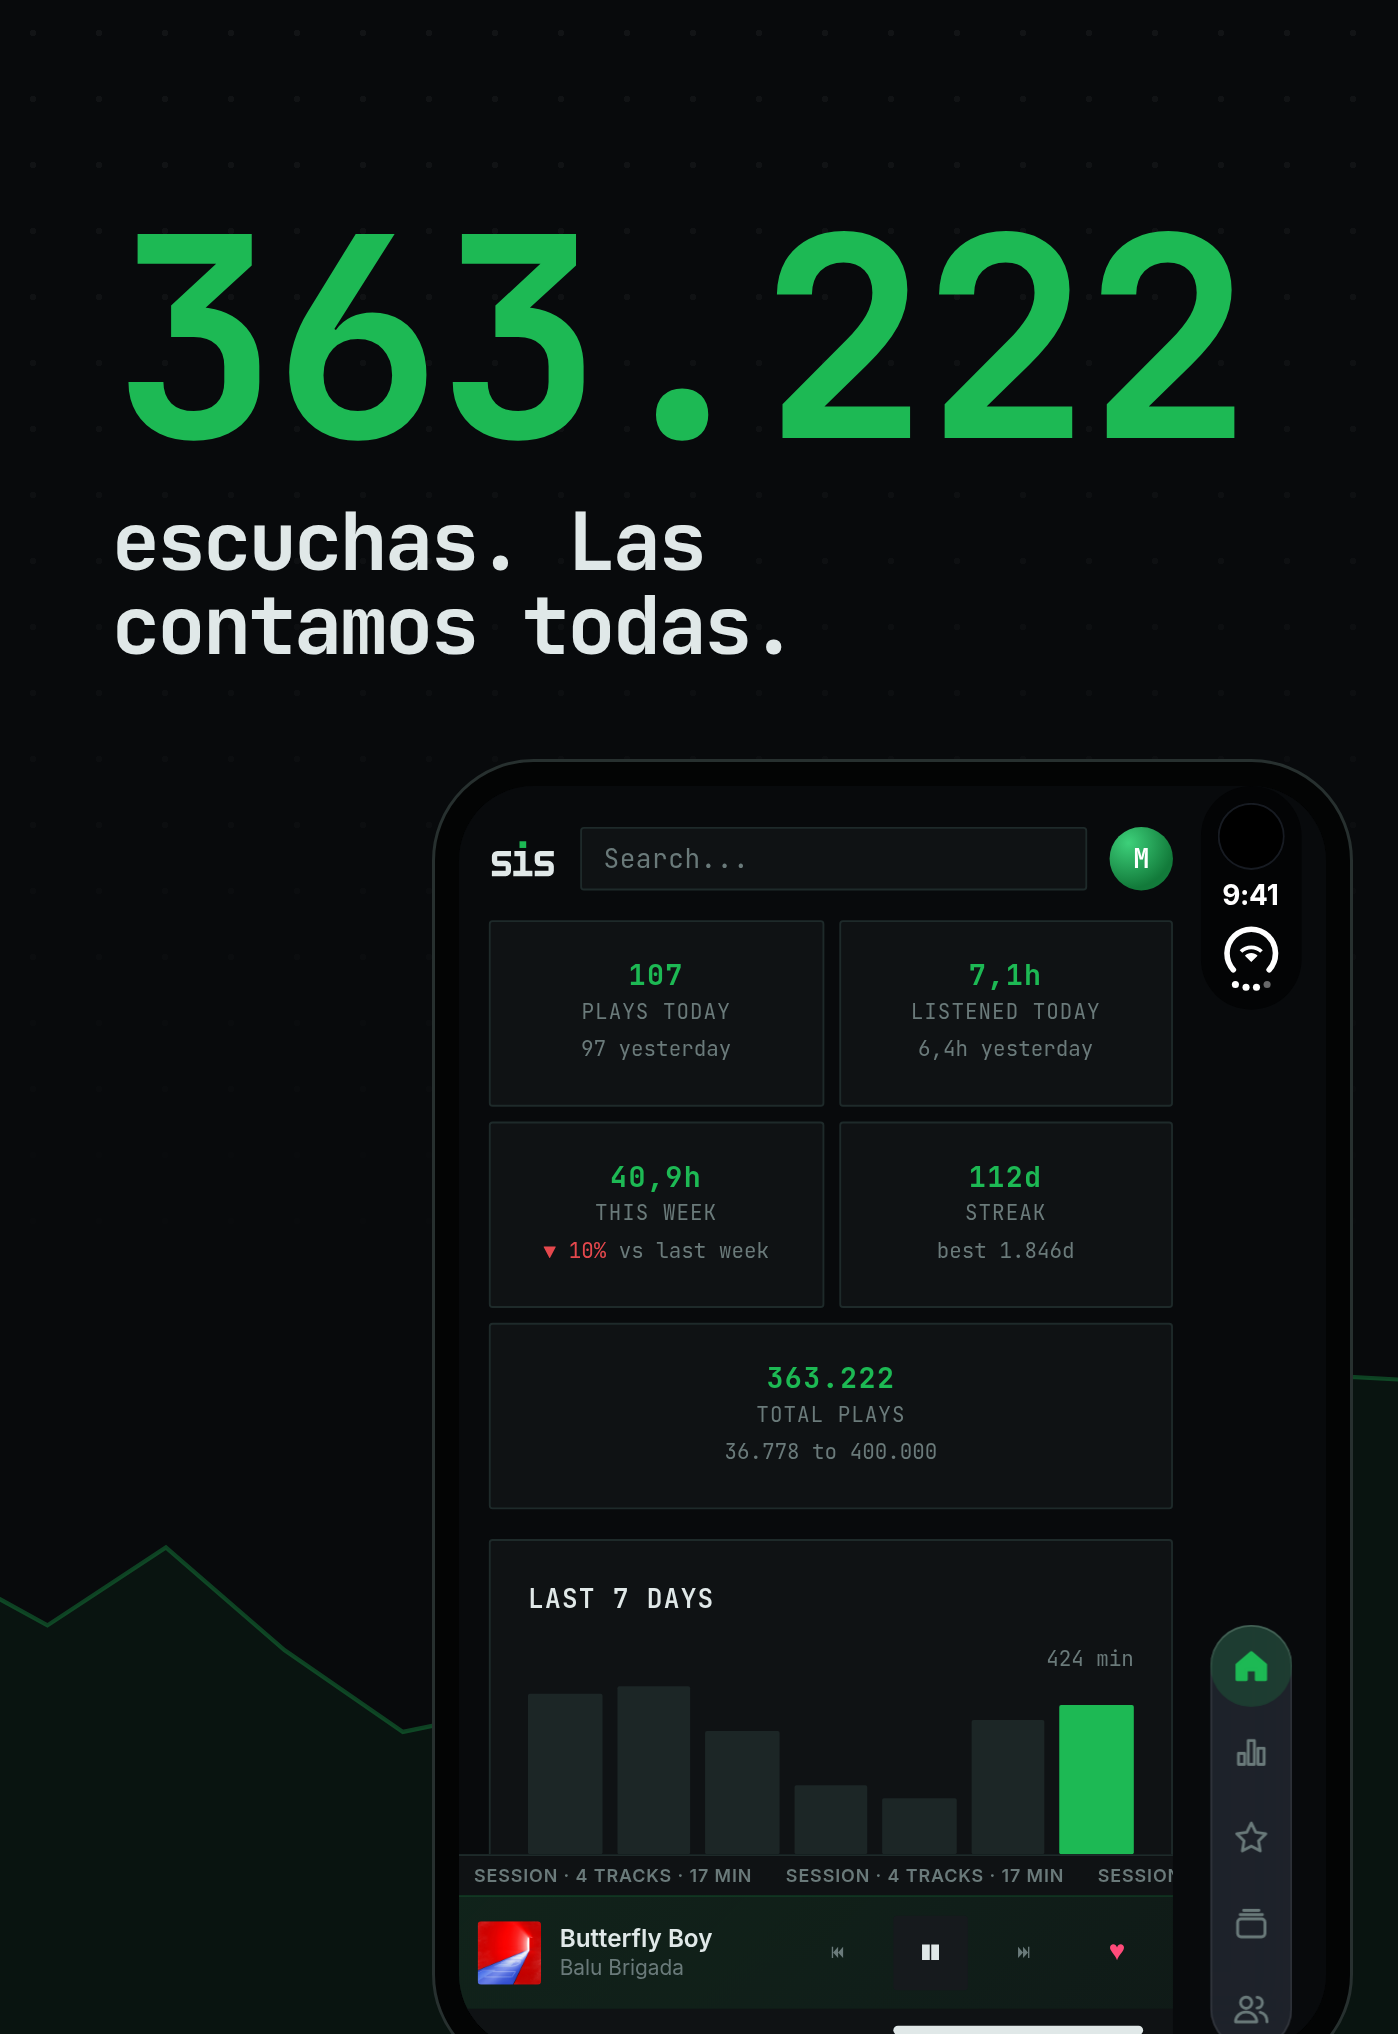 363.222
escuchas. Las
contamos todas.
sis
Search...
M
9:41
107
PLAYS TODAY
97 yesterday
7,1h
LISTENED TODAY
6,4h yesterday
40,9h
THIS WEEK
▼ 10% vs last week
112d
STREAK
best 1.846d
363.222
TOTAL PLAYS
36.778 to 400.000
LAST 7 DAYS
424 min
SESSION · 4 TRACKS · 17 MIN SESSION · 4 TRACKS · 17 MIN SESSION
Butterfly Boy
Balu Brigada